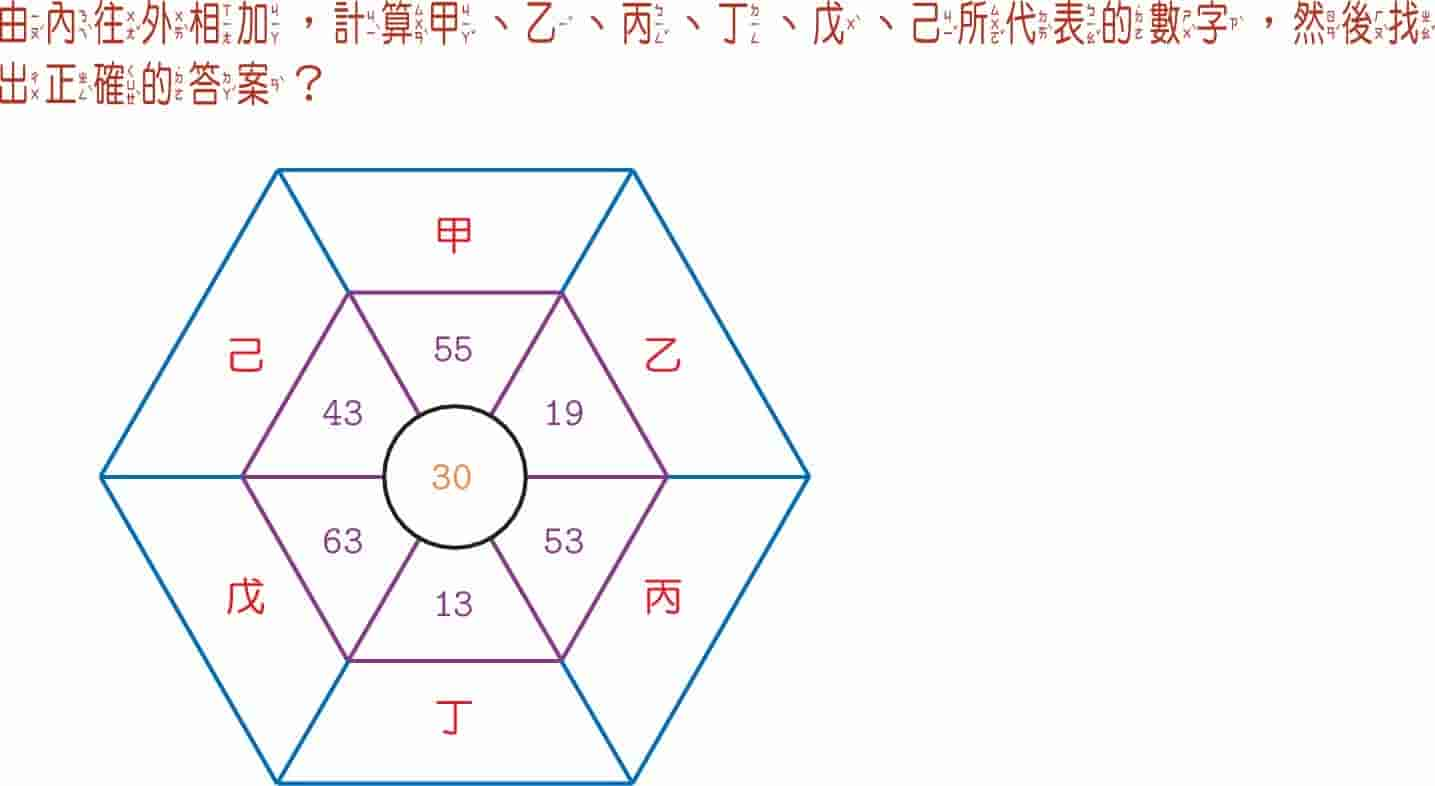 由內往外相加，計算甲、乙、丙、丁、戊、己所代表的數字，然後找
出正確的答案？
甲
己
乙
55
43
19
30
63
53
13
戊
丙
丁